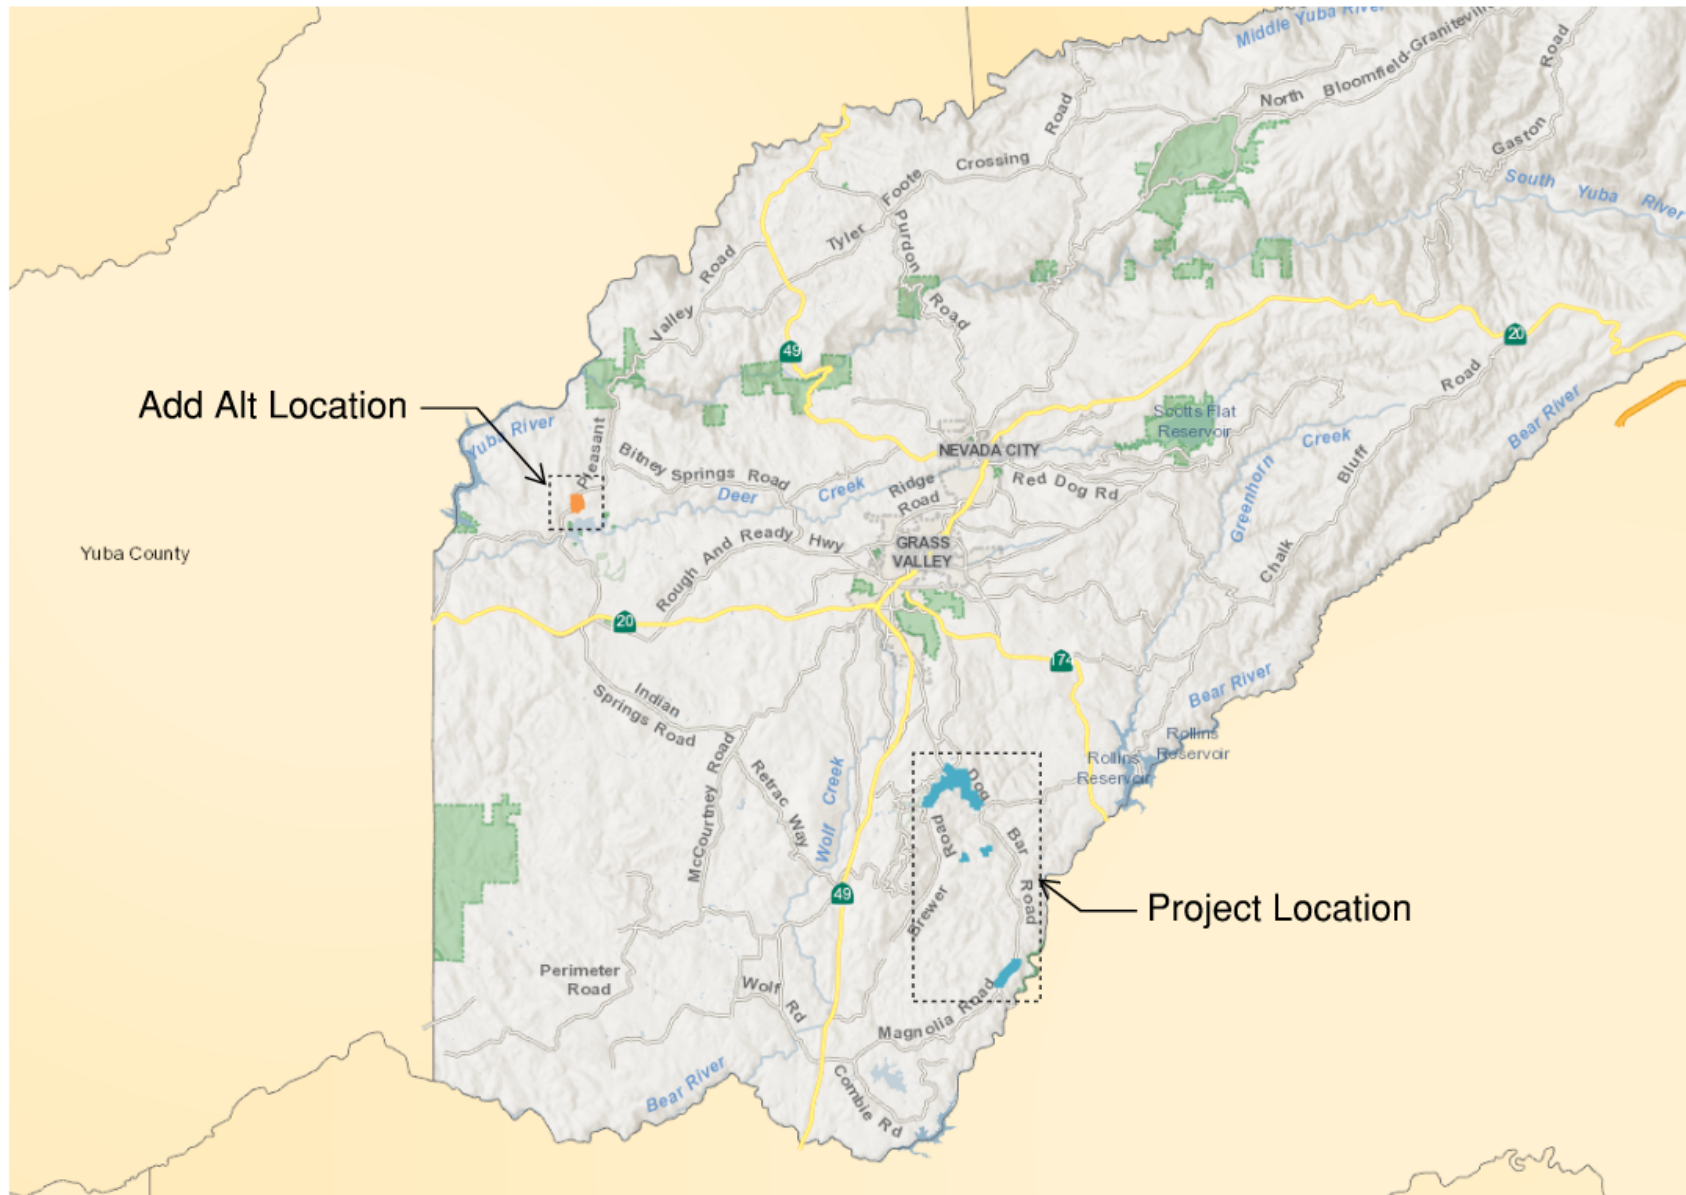 Middle Yuba River
North Bloomfield-Graniteville
Road
Road
Gaston
Crossing
Foote
Tyler
South Yuba River
Purdon
Road
Road
Valley
49
20
Road
Add Alt Location
Scotts Flat
Reservoir
Bear River
Yuba River
Pleasant
NEVADA CITY
Creek
Greenhorn
Bluff
Chalk
Bitney Springs Road
Deer Creek
Ridge
Road
Red Dog Rd
Yuba County
Rough And Ready Hwy
GRASS
VALLEY
20
174
Indian
Springs Road
Bear River
Rollins
Reservoir
Rollins
Reservoir
McCourtney Road
Retrac Way
Wolf Creek
Dog
Bar
Road
Road
Brewer
49
Project Location
Perimeter
Road
Wolf Rd
Magnolia Road
Bear River
Combie Rd